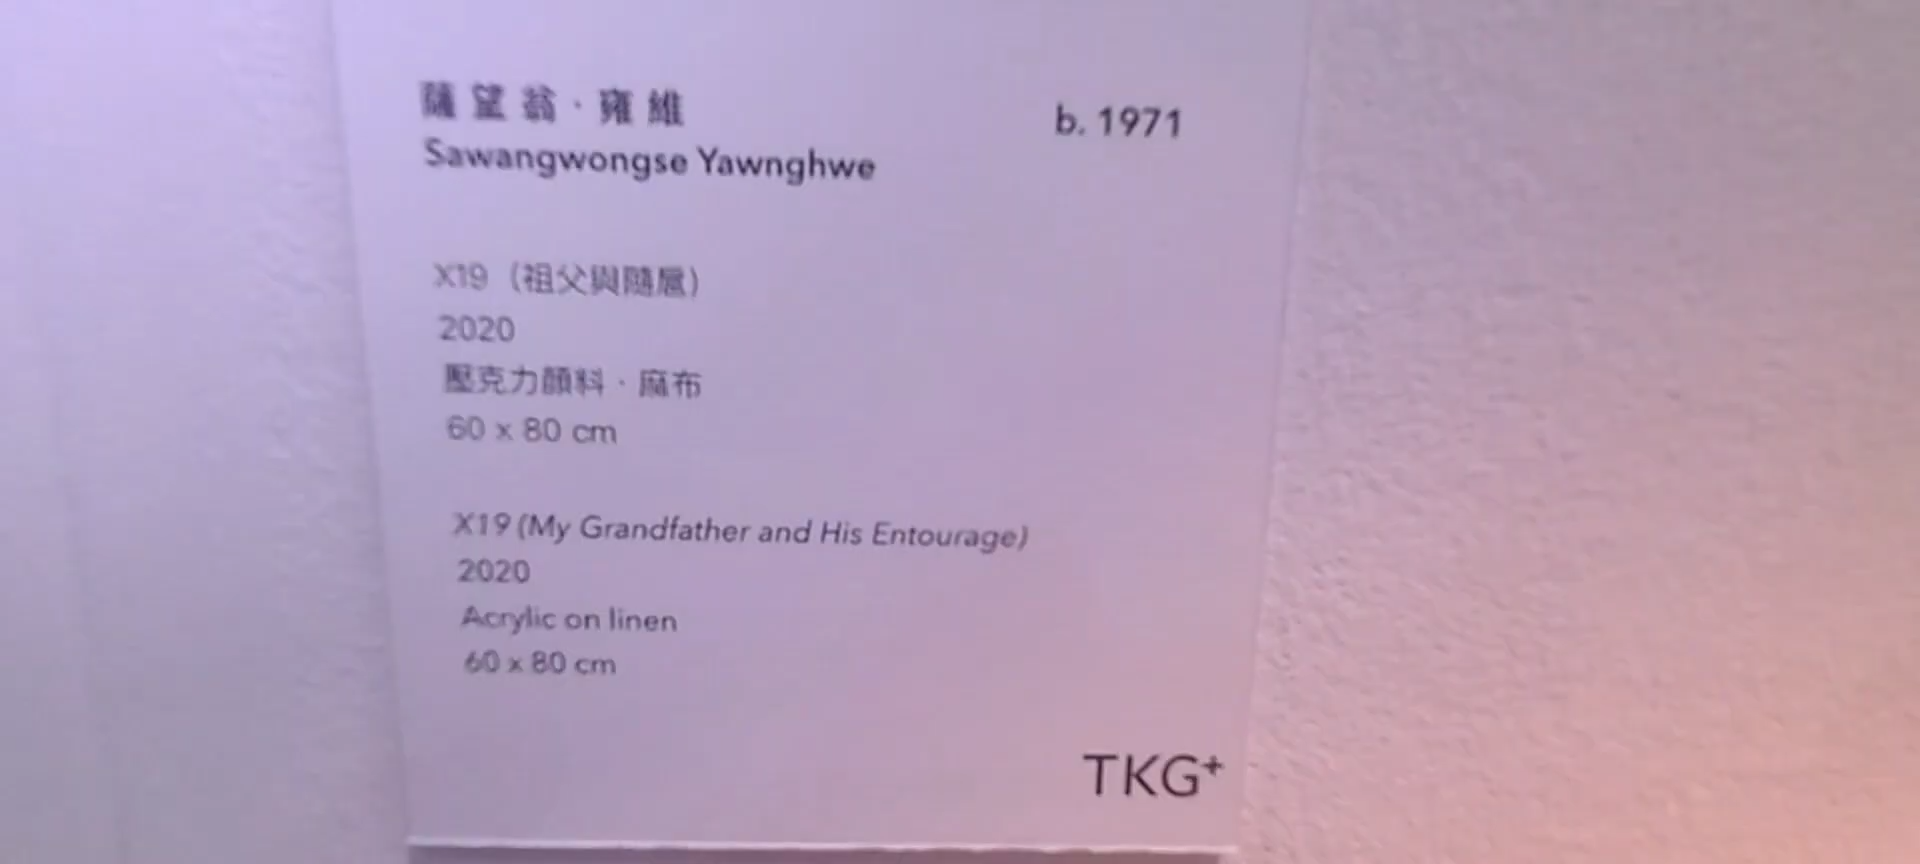 薩望翁·雍維
b. 1971
Sawangwongse Yawnghwe
X19（祖父與隨扈）
2020
壓克力顏料·麻布
60 x 80 cm
X19 (My Grandfather and His Entourage)
2020
Acrylic on linen
60 x 80 cm
TKG+